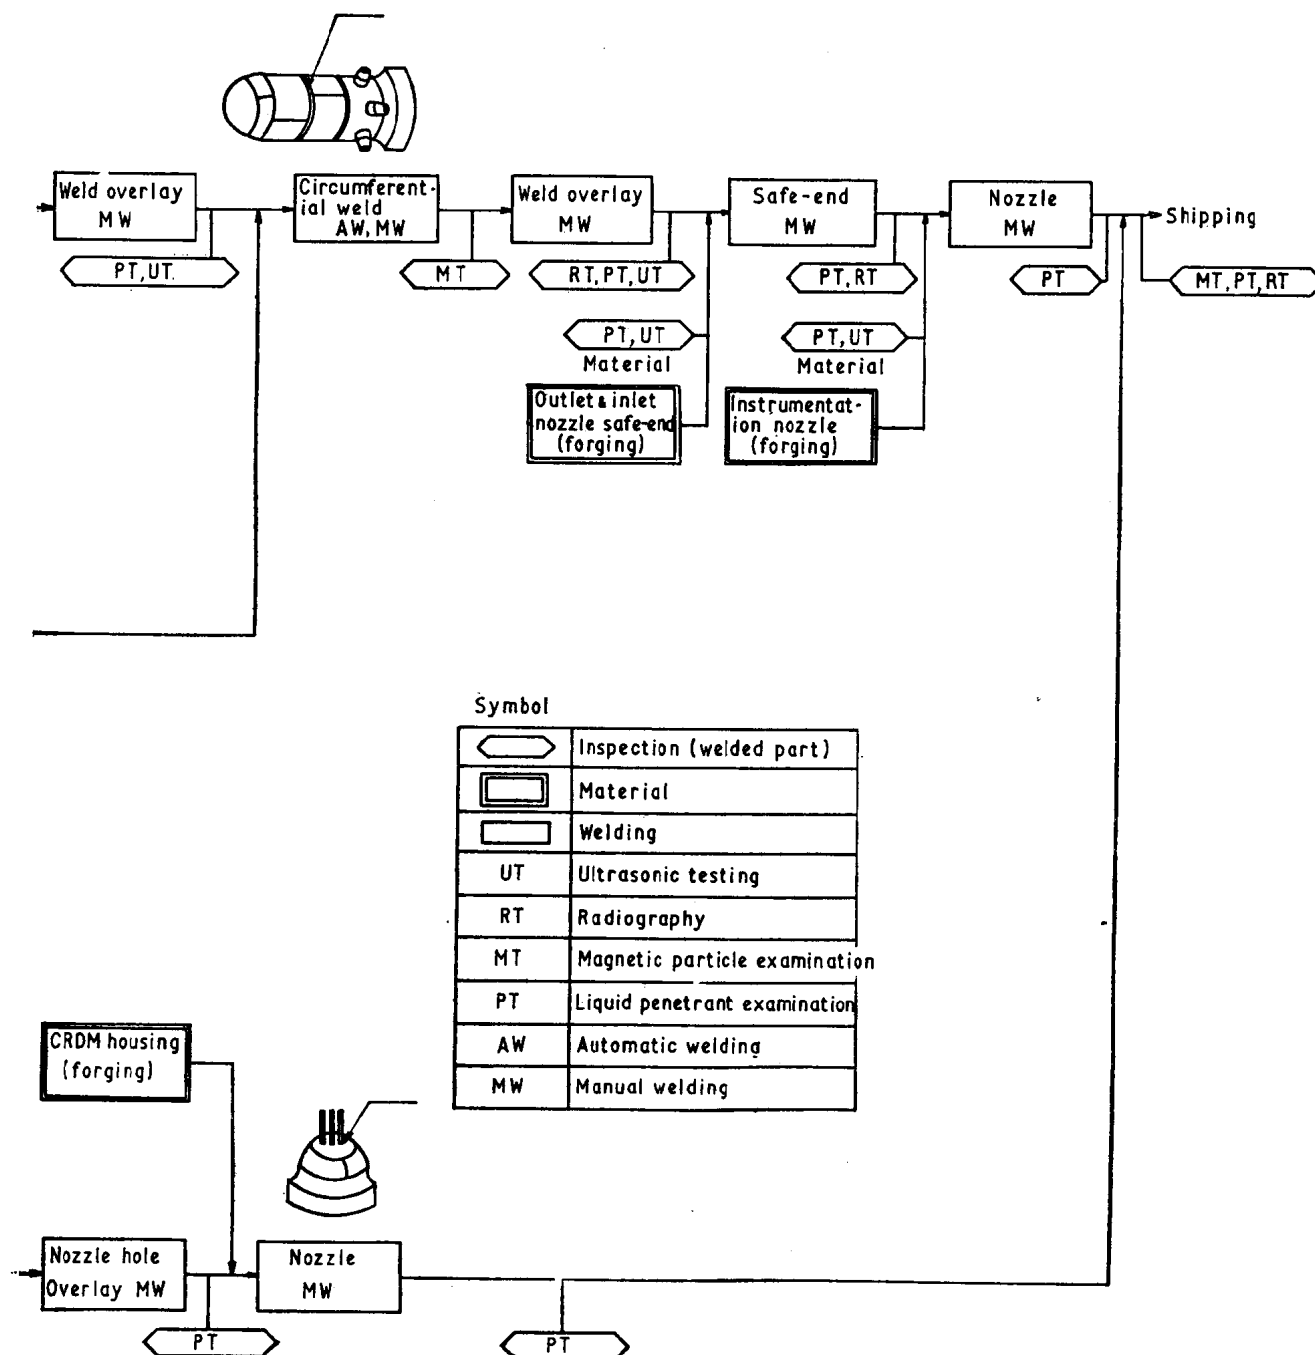 Weld overlay
MW
PT,UT.
Circumferent-
ial weld
AW, MW
MT
Weld overlay
MW
RT, PT, UT
PT, UT
Material
Outlet & inlet
nozzle safe-end
(forging)
Safe-end
MW
PT, RT
PT, UT
Material
Instrumentat-
ion nozzle
(forging)
Nozzle
MW
PT
Shipping
MT, PT, RT
Symbol
Inspection (welded part)
Material
Welding
UT Ultrasonic testing
RT Radiography
MT Magnetic particle examination
PT Liquid penetrant examination
AW Automatic welding
MW Manual welding
CRDM housing
(forging)
Nozzle hole
Overlay MW
PT
Nozzle
MW
PT